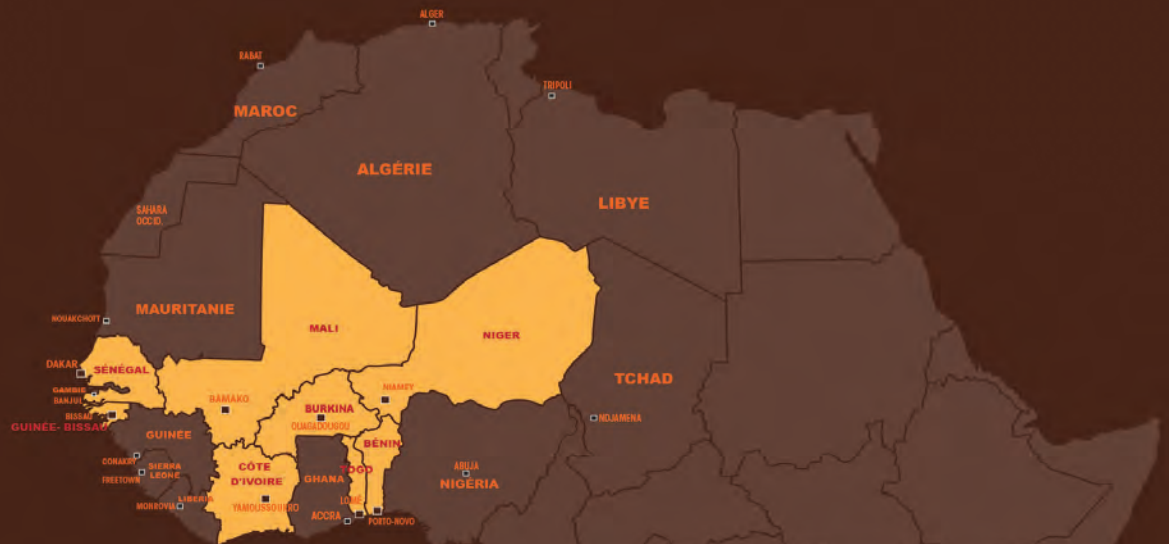 ALGER
RABAT
TRIPOLI
MAROC
ALGÉRIE
LIBYE
SAHARA
OCCID.
MAURITANIE
NOUAKCHOTT
MALI
NIGER
DAKAR
SÉNÉGAL
TCHAD
GAMBIE
BANJUL
NIAMEY
BAMAKO
BURKINA
BISSAU
NDJAMENA
OUAGADOUGOU
GUINÉE- BISSAU
GUINÉE
BÉNIN
CONAKRY
SIERRA
LEONE
CÔTE
D'IVOIRE
TOGO
ABUJA
GHANA
FREETOWN
NIGÉRIA
LIBERIA
LOMÉ
MONROVIA
YAMOUSSOUKRO
ACCRA
PORTO-NOVO